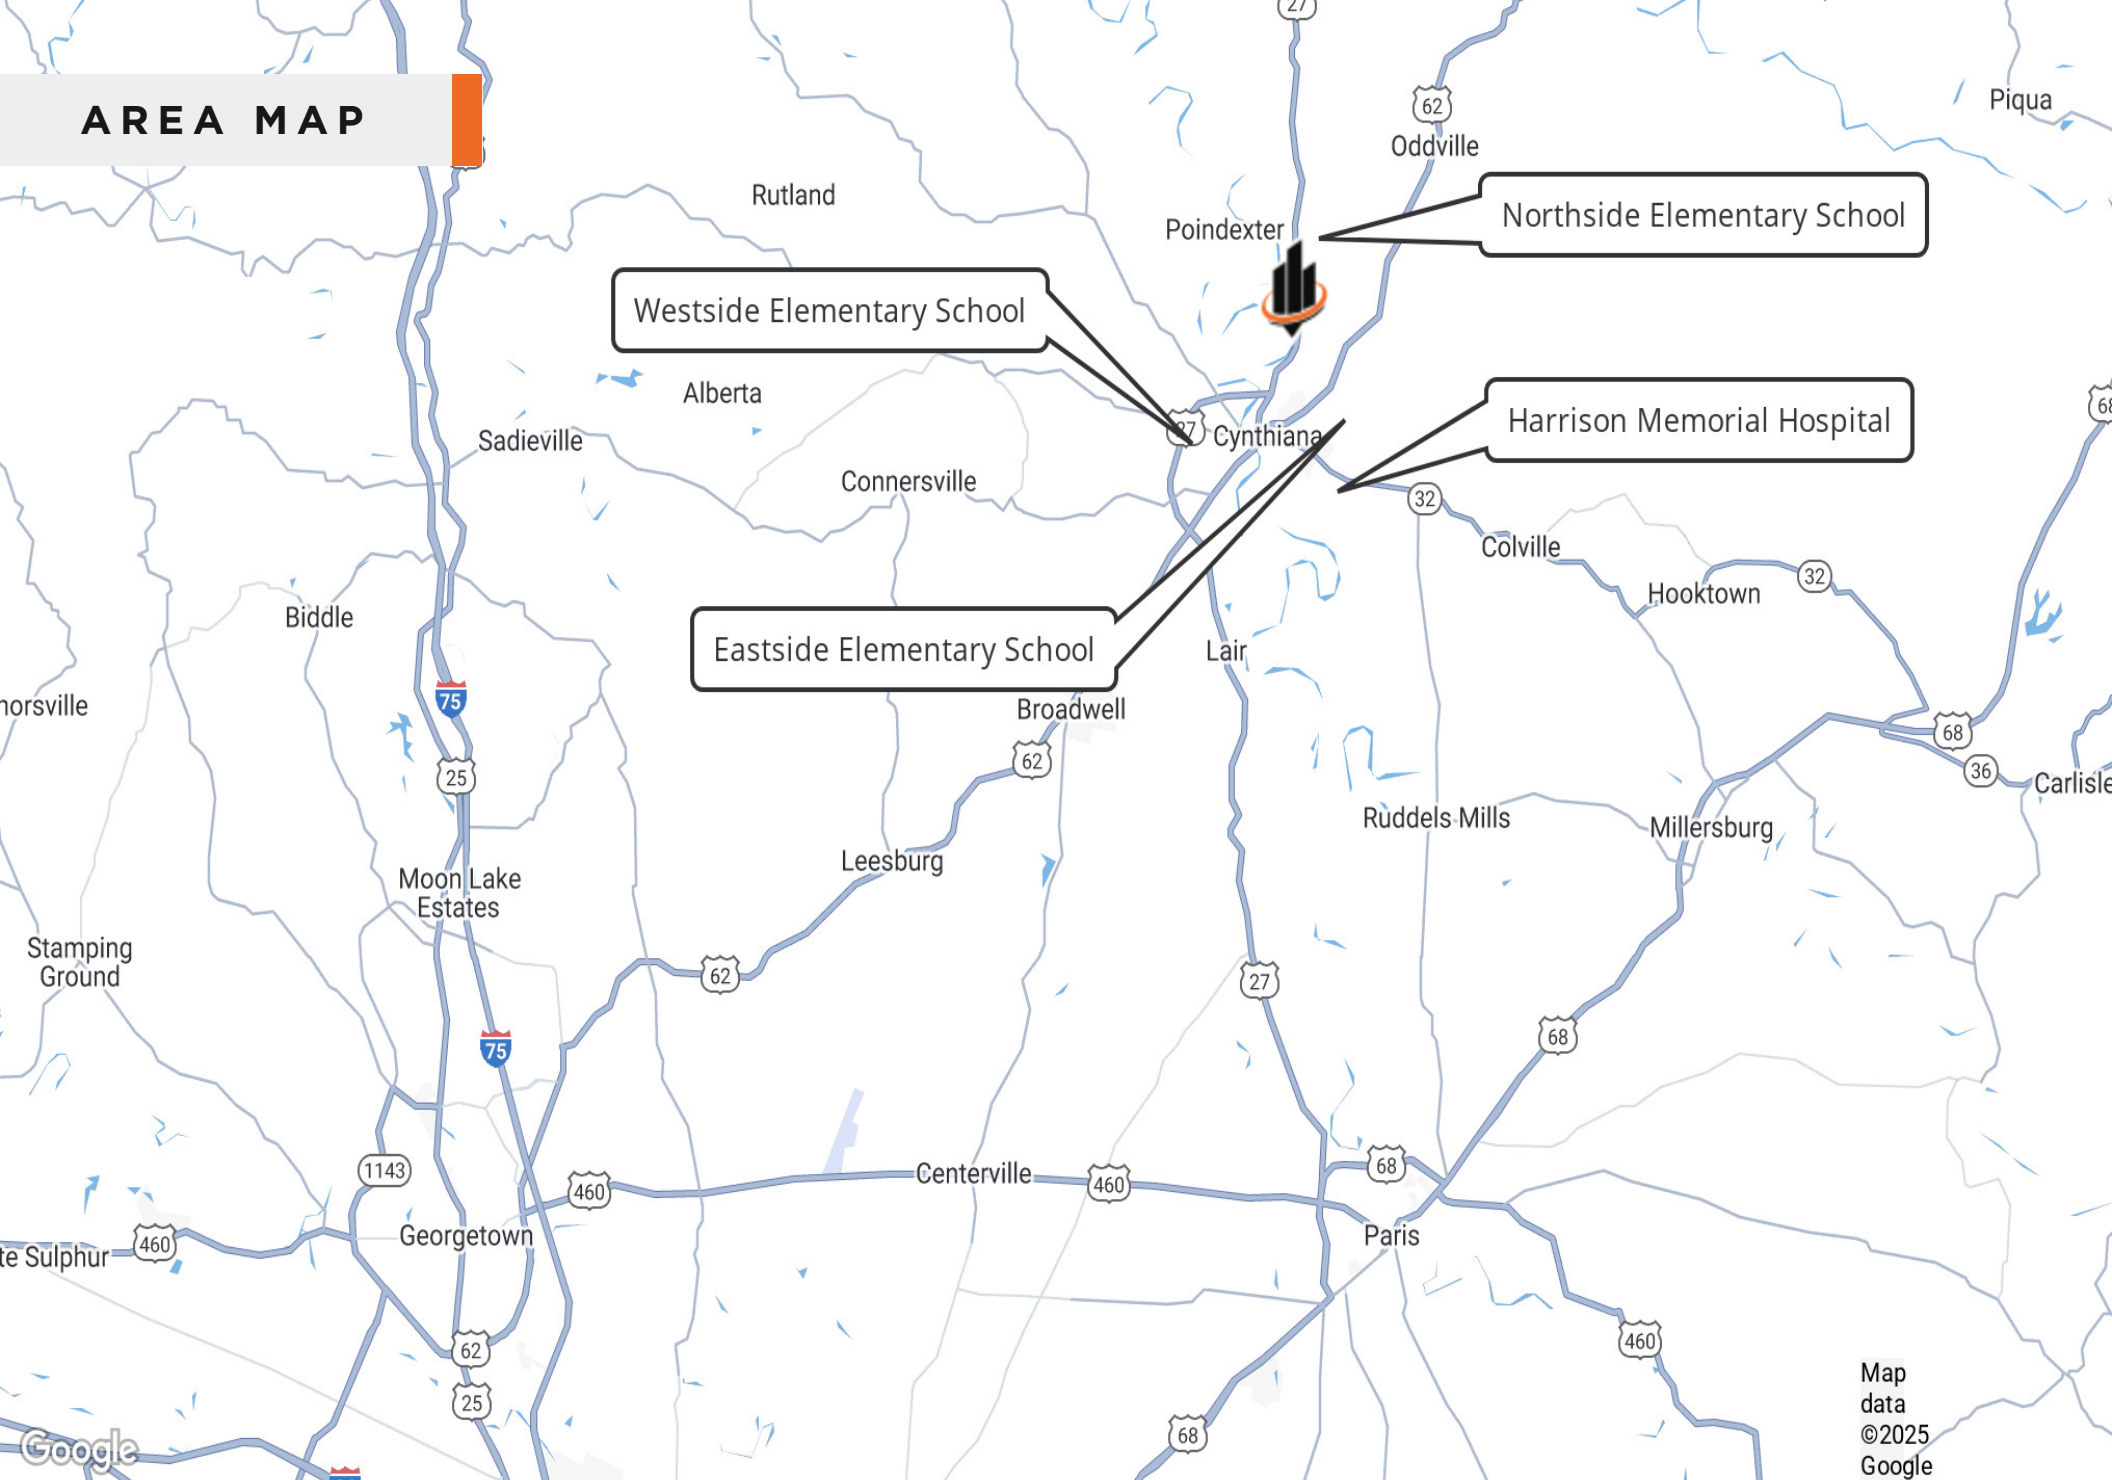 27
62
Piqua
AREA MAP
Oddville
Rutland
Northside Elementary School
Poindexter
Westside Elementary School
Alberta
68
Harrison Memorial Hospital
27
Cynthiana
Sadieville
Connersville
32
Colville
32
Hooktown
Biddle
Eastside Elementary School
Lair
75
norsville
Broadwell
68
62
36
25
Carlisle
Ruddels Mills
Millersburg
Leesburg
Moon Lake
Estates
Stamping
Ground
62
27
68
75
1143
68
Centerville
460
460
Georgetown
Paris
460
te Sulphur
460
62
Map
data
©2025
Google
25
68
Google